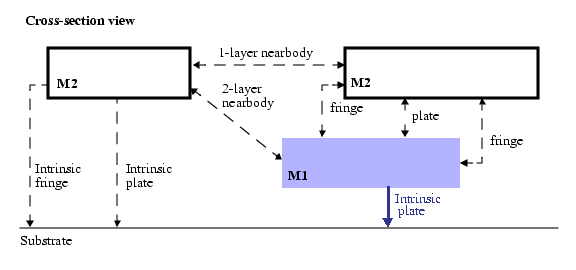 Cross-section view
1-layer nearbody
M2
2-layer
nearbody
M2
fringe
plate
fringe
M1
Intrinsic
fringe
Intrinsic
plate
Intrinsic
plate
Substrate